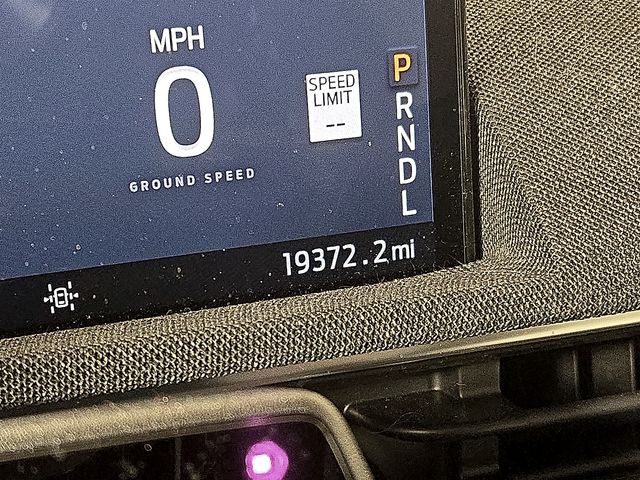 MPH
0
GROUND SPEED
SPEED
LIMIT
--
P
R
N
D
L
19372.2mi